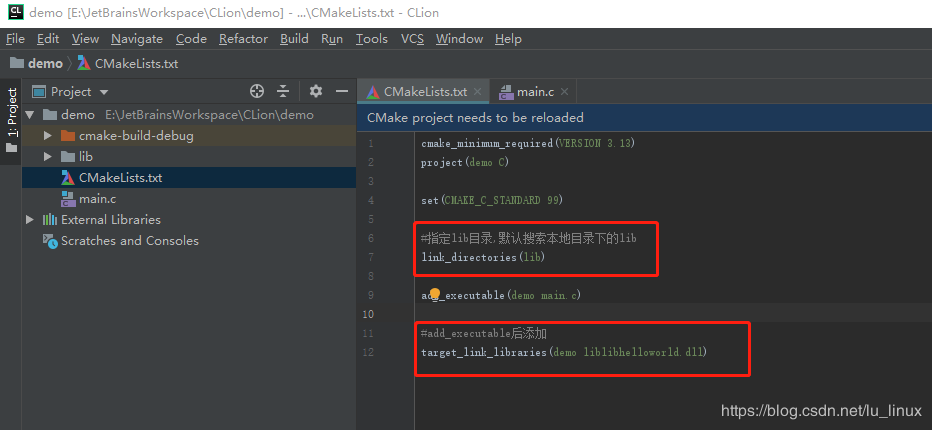 CL demo [E:\JetBrainsWorkspace\CLion\demo] - ...\CMakeLists.txt - CLion
File Edit View Navigate Code Refactor Build Run Tools VCS Window Help
demo CMakeLists.txt
1: Project
Project
demo E:\JetBrainsWorkspace\CLion\demo
cmake-build-debug
lib
CMakeLists.txt
main.c
External Libraries
Scratches and Consoles
CMakeLists.txt main.c
CMake project needs to be reloaded
1 cmake_minimum_required(VERSION 3.13)
2 project(demo C)
3
4 set(CMAKE_C_STANDARD 99)
5
6 #指定lib目录,默认搜索本地目录下的lib
7 link_directories(lib)
8
9 add_executable(demo main.c)
10
11 #add_executable后添加
12 target_link_libraries(demo liblibhelloworld.dll)
https://blog.csdn.net/lu_linux